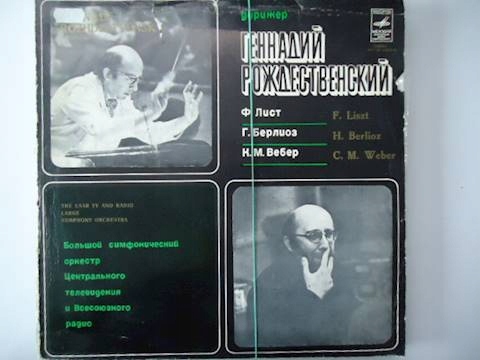 дирижер
ГЕННАДИЙ
РОЖДЕСТВЕНСКИЙ
Ф. Лист
F. Liszt
Г. Берлиоз
H. Berlioz
К. М. Вебер
C. M. Weber
THE USSR TV AND RADIO
LARGE
SYMPHONY ORCHESTRA
Большой симфонический
оркестр
Центрального
телевидения
и Всесоюзного
радио